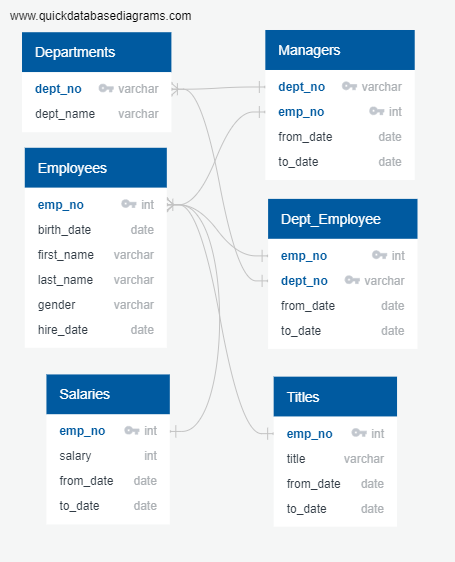 www.quickdatabasediagrams.com
Departments
dept_no varchar
dept_name varchar
Managers
dept_no varchar
emp_no int
from_date date
to_date date
Employees
emp_no int
birth_date date
first_name varchar
last_name varchar
gender varchar
hire_date date
Dept_Employee
emp_no int
dept_no varchar
from_date date
to_date date
Salaries
emp_no int
salary int
from_date date
to_date date
Titles
emp_no int
title varchar
from_date date
to_date date